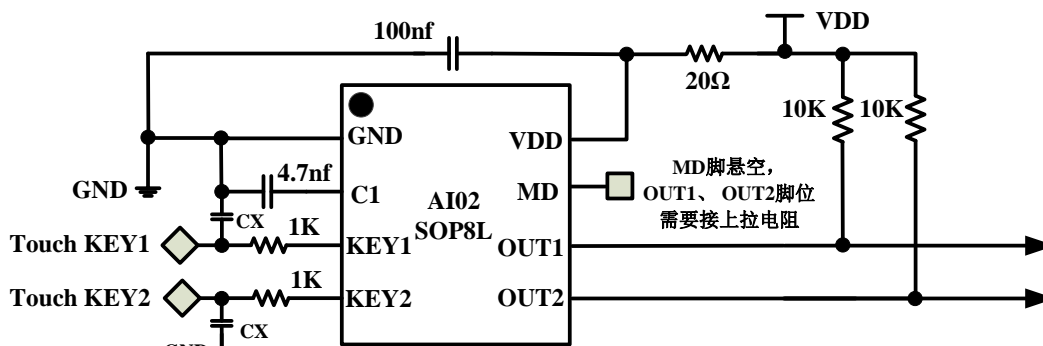 VDD
100nf
20Ω
10K
10K
GND
VDD
GND
4.7nf
C1
MD
AI02
SOP8L
MD脚悬空，
OUT1、 OUT2脚位
需要接上拉电阻
CX
Touch KEY1
1K
KEY1
OUT1
Touch KEY2
1K
KEY2
OUT2
CX
GND